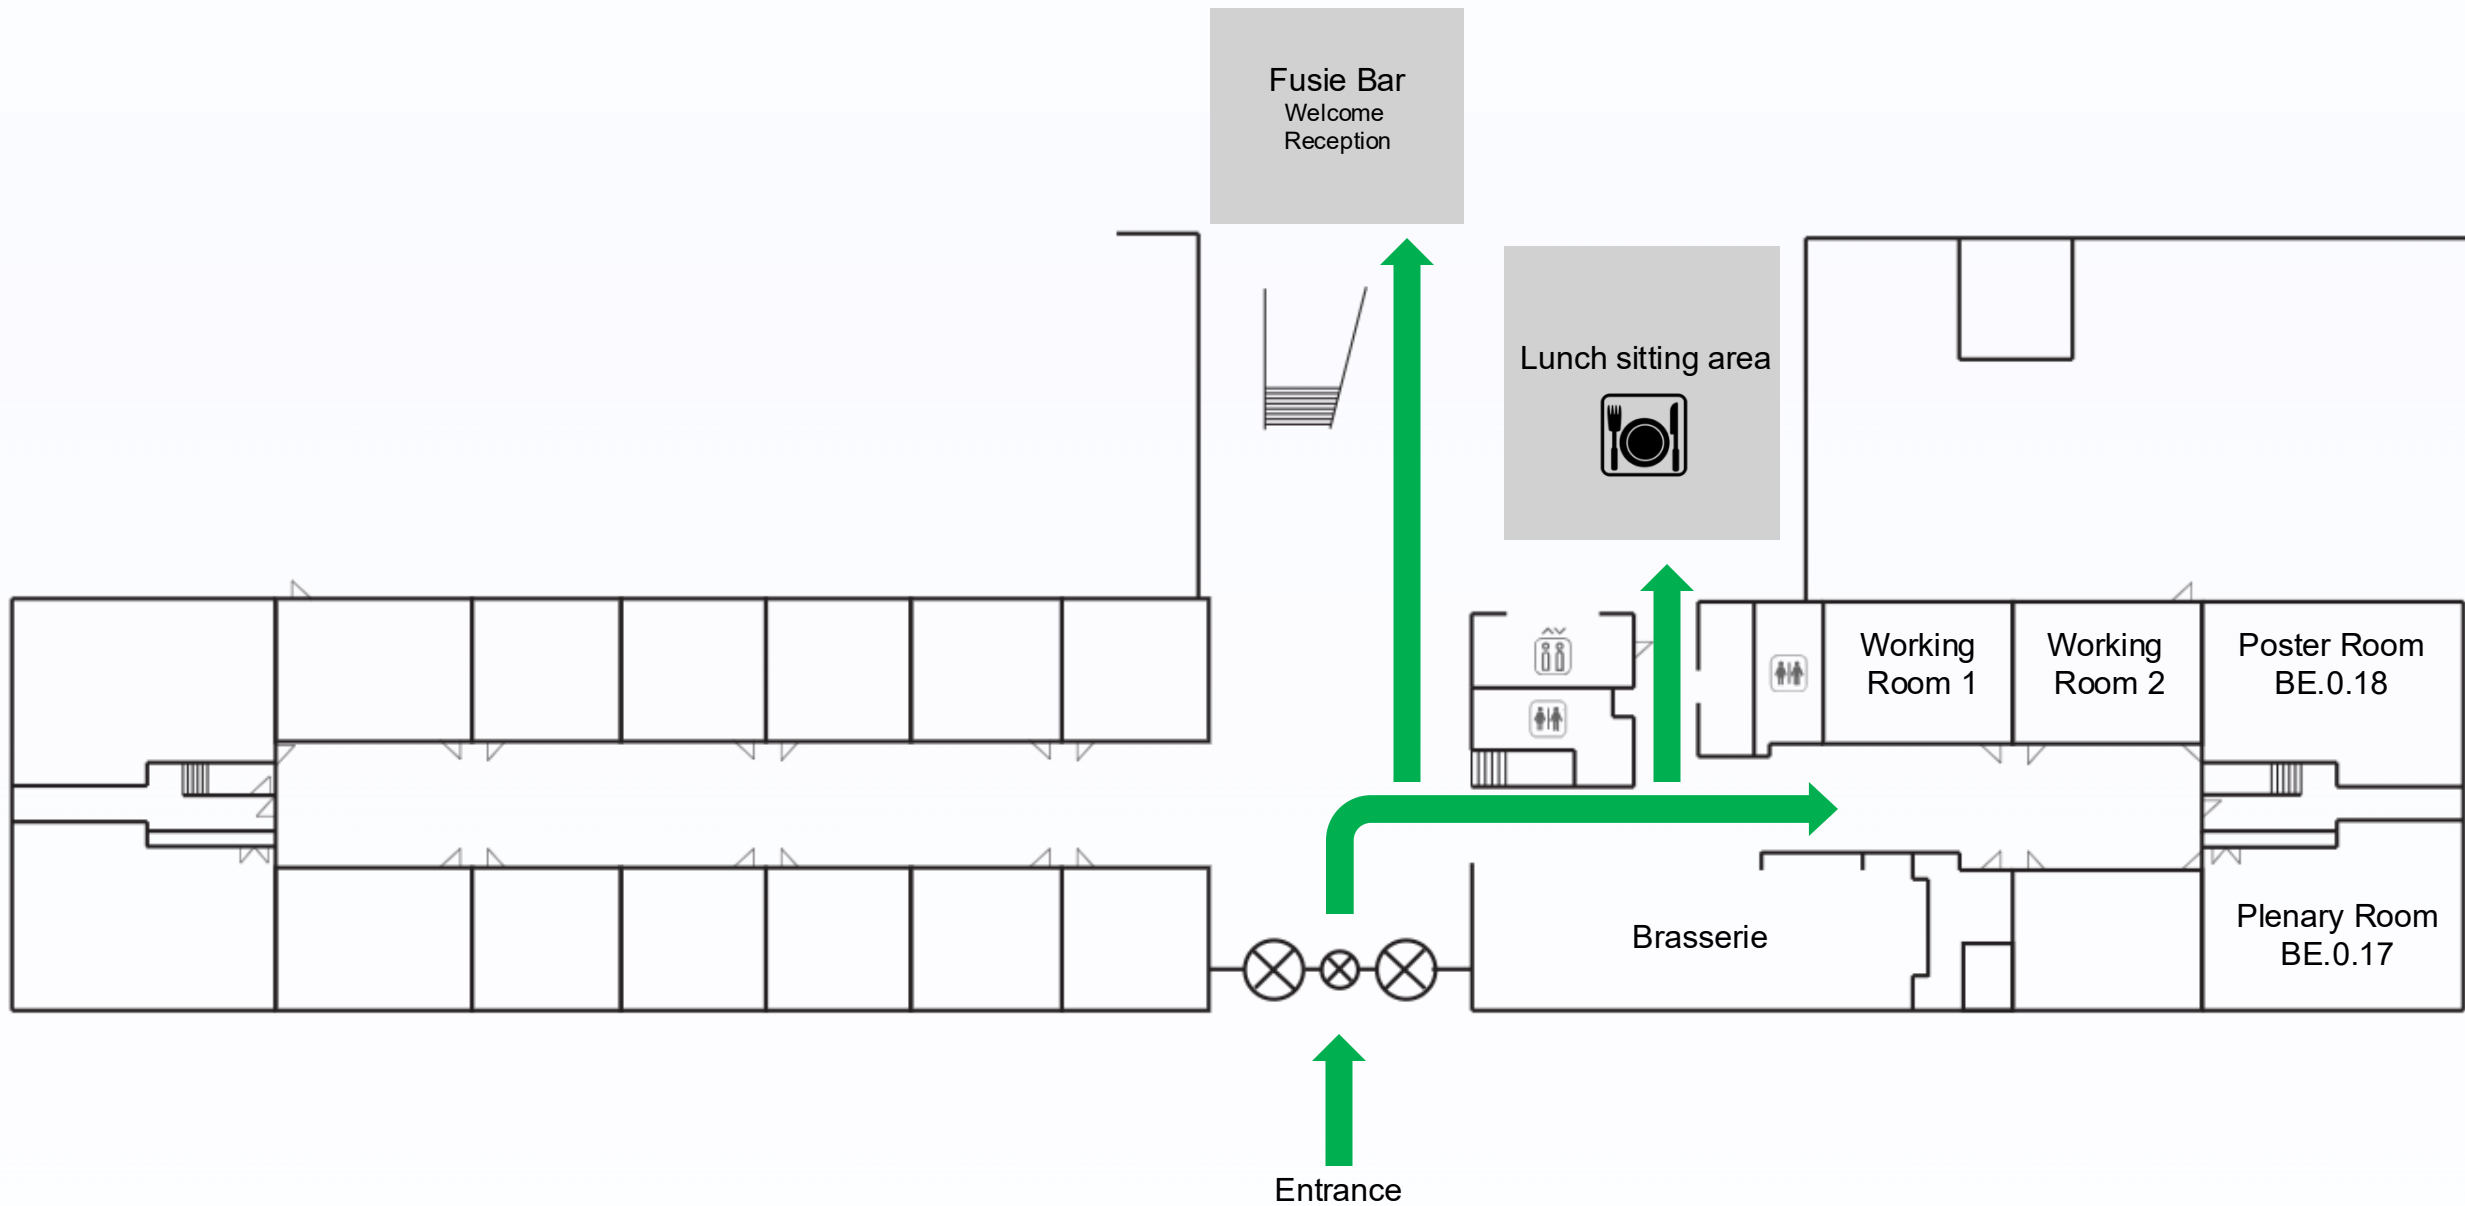 Fusie Bar
Welcome
Reception
Lunch sitting area
Working
Room 1
Working
Room 2
Poster Room
BE.0.18
Brasserie
Plenary Room
BE.0.17
Entrance